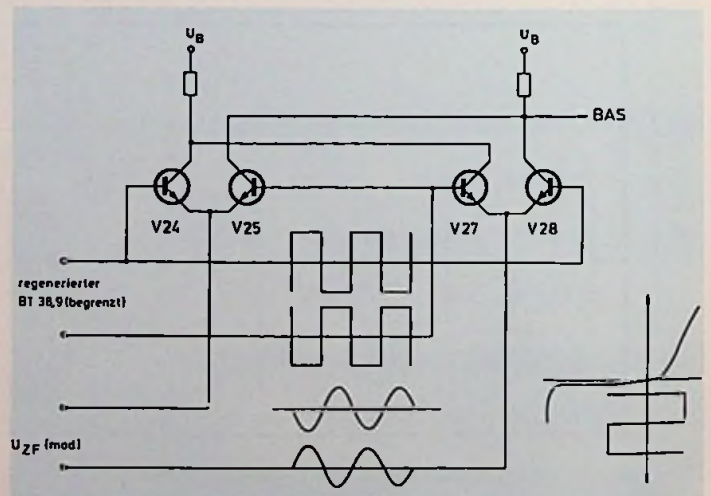 U_B
U_B
BAS
V24
V25
V27
V28
regenerierter
BT 38,9 (begrenzt)
U_ZF (mod)